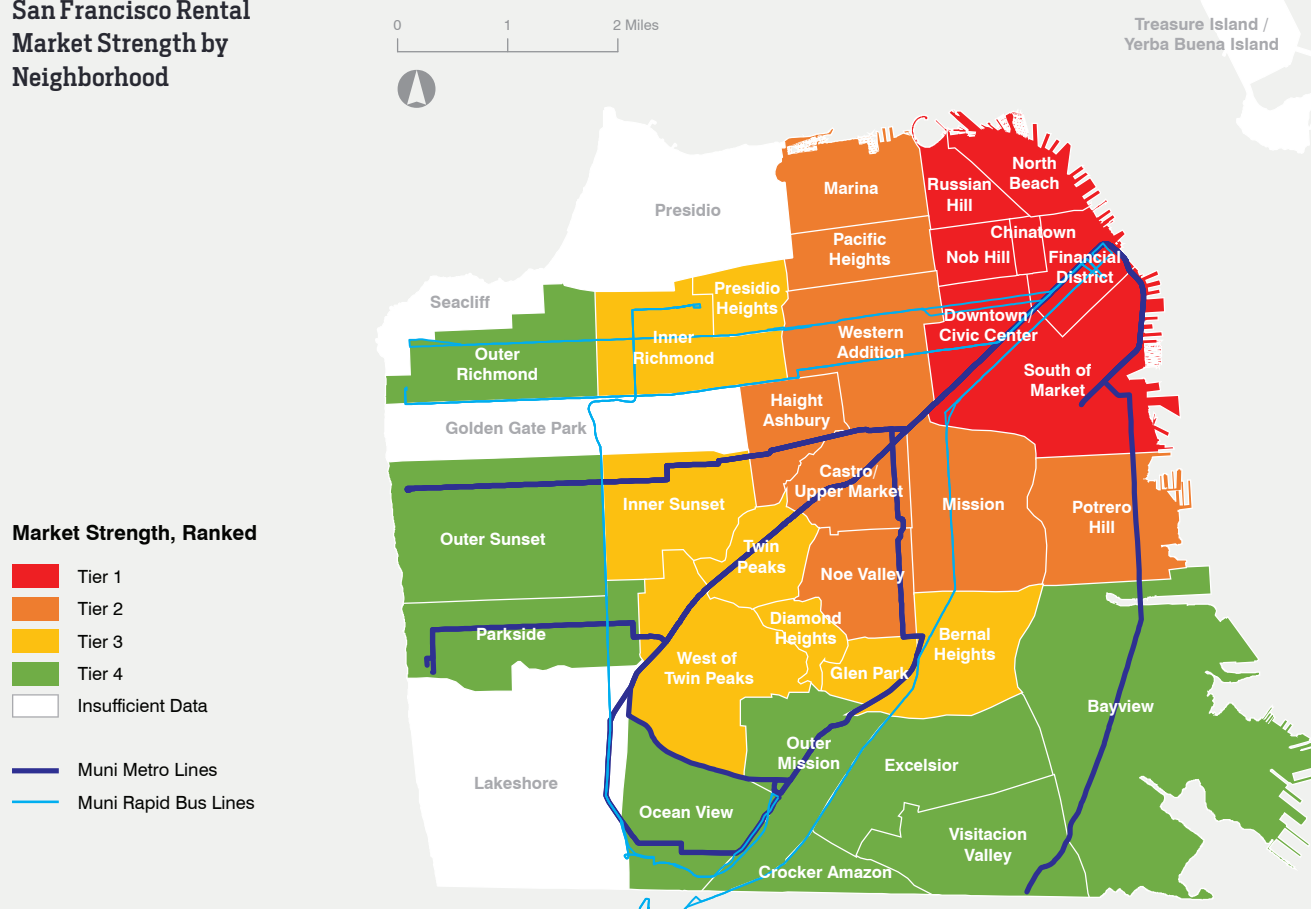 San Francisco Rental
Market Strength by
Neighborhood
0 1 2 Miles
Treasure Island /
Yerba Buena Island
North
Beach
Russian
Hill
Marina
Presidio
Chinatown
Pacific
Heights
Nob Hill
Financial
District
Presidio
Heights
Seacliff
Downtown/
Civic Center
Western
Addition
Inner
Richmond
Outer
Richmond
South of
Market
Haight
Ashbury
Golden Gate Park
Castro/
Upper Market
Inner Sunset
Mission
Potrero
Hill
Outer Sunset
Twin
Peaks
Noe Valley
Diamond
Heights
Parkside
Bernal
Heights
West of
Twin Peaks
Glen Park
Bayview
Outer
Mission
Excelsior
Lakeshore
Ocean View
Visitacion
Valley
Crocker Amazon
Market Strength, Ranked
Tier 1
Tier 2
Tier 3
Tier 4
Insufficient Data
Muni Metro Lines
Muni Rapid Bus Lines